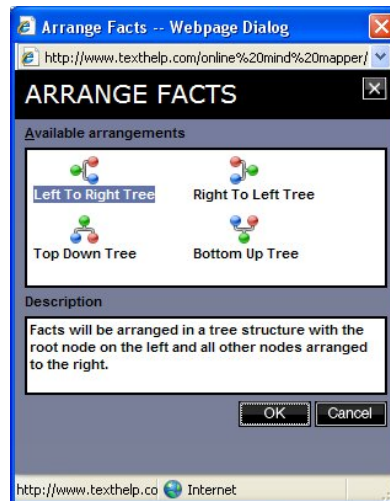 Arrange Facts -- Webpage Dialog
http://www.texthelp.com/online%20mind%20mapper/
ARRANGE FACTS
Available arrangements
Left To Right Tree
Right To Left Tree
Top Down Tree
Bottom Up Tree
Description
Facts will be arranged in a tree structure with the
root node on the left and all other nodes arranged
to the right.
OK
Cancel
http://www.texthelp.co
Internet